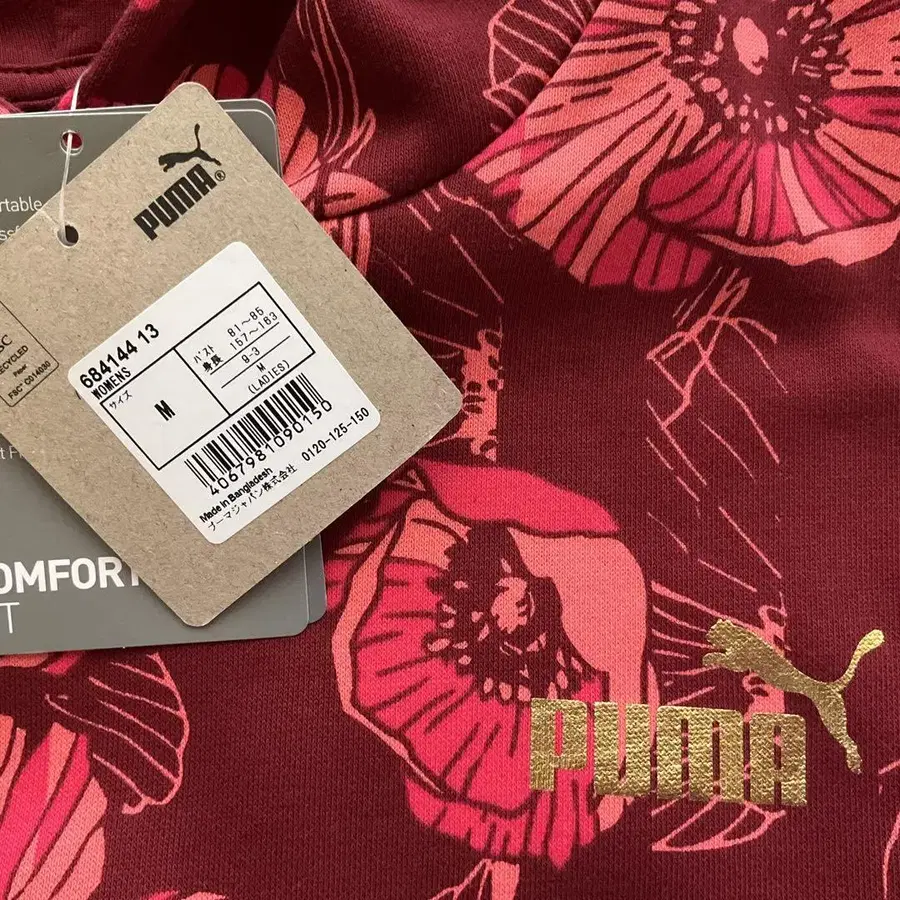 PUMA®
684144 13
WOMENS
サイズ
M
バスト 81～85
身長 157～163
9-3
M
(LADIES)
4067981090150
Made in Bangladesh 0120-125-150
プーマジャパン株式会社
RECYCLED
FSC® C014030
OMFORT
T
PUMA